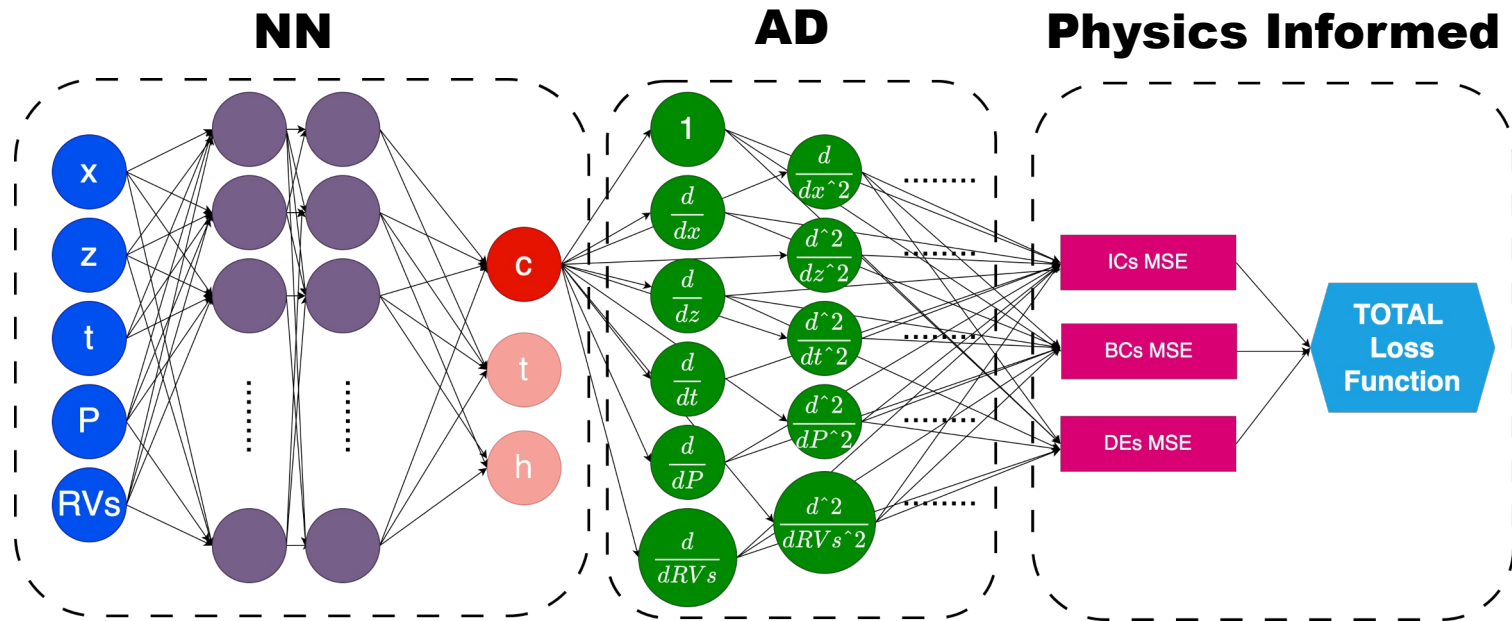 NN
AD
Physics Informed
x
z
t
P
RVs
c
t
h
1
d
dx
d
dz
d
dt
d
dP
d
dRVs
d
dx^2
d^2
dz^2
d^2
dt^2
d^2
dP^2
d^2
dRVs^2
ICs MSE
BCs MSE
DEs MSE
TOTAL
Loss
Function